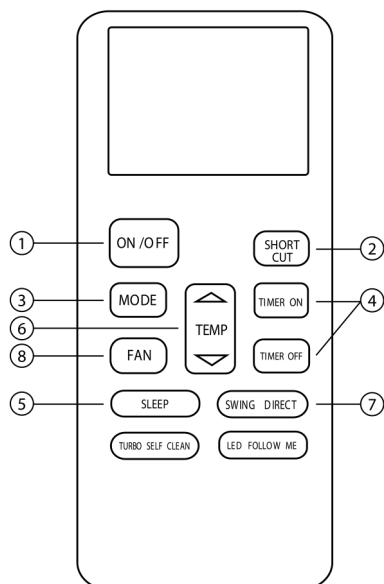 1
ON /OFF
SHORT
CUT
2
3
MODE
TIMER ON
4
6
TEMP
8
FAN
TIMER OFF
5
SLEEP
SWING DIRECT
7
TURBO SELF CLEAN
LED FOLLOW ME